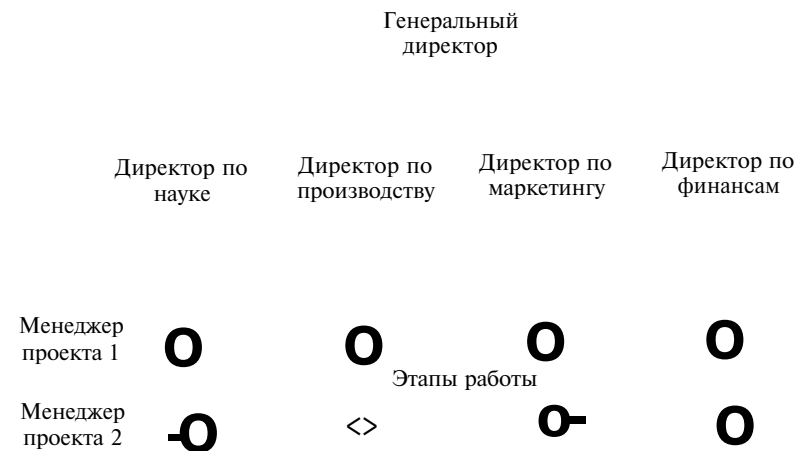 Генеральный
директор
Директор по
науке
Директор по
производству
Директор по
маркетингу
Директор по
финансам
Менеджер
проекта 1
О О О О
Этапы работы
Менеджер
проекта 2
-О <> О- О